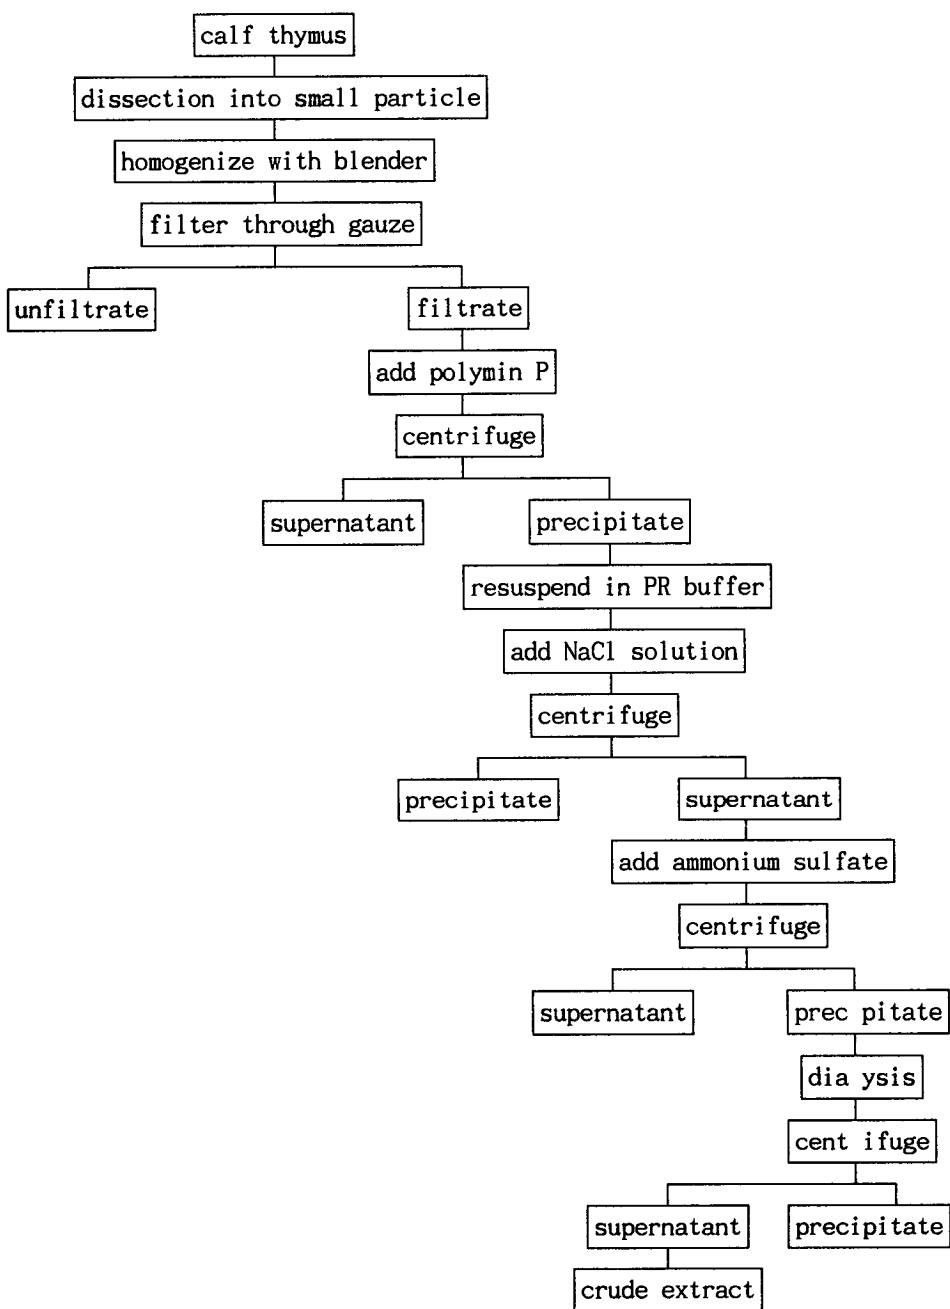 calf thymus
dissection into small particle
homogenize with blender
filter through gauze
unfiltrate
filtrate
add polymin P
centrifuge
supernatant
precipitate
resuspend in PR buffer
add NaCl solution
centrifuge
precipitate
supernatant
add ammonium sulfate
centrifuge
supernatant
prec pitate
dia ysis
cent ifuge
supernatant
precipitate
crude extract